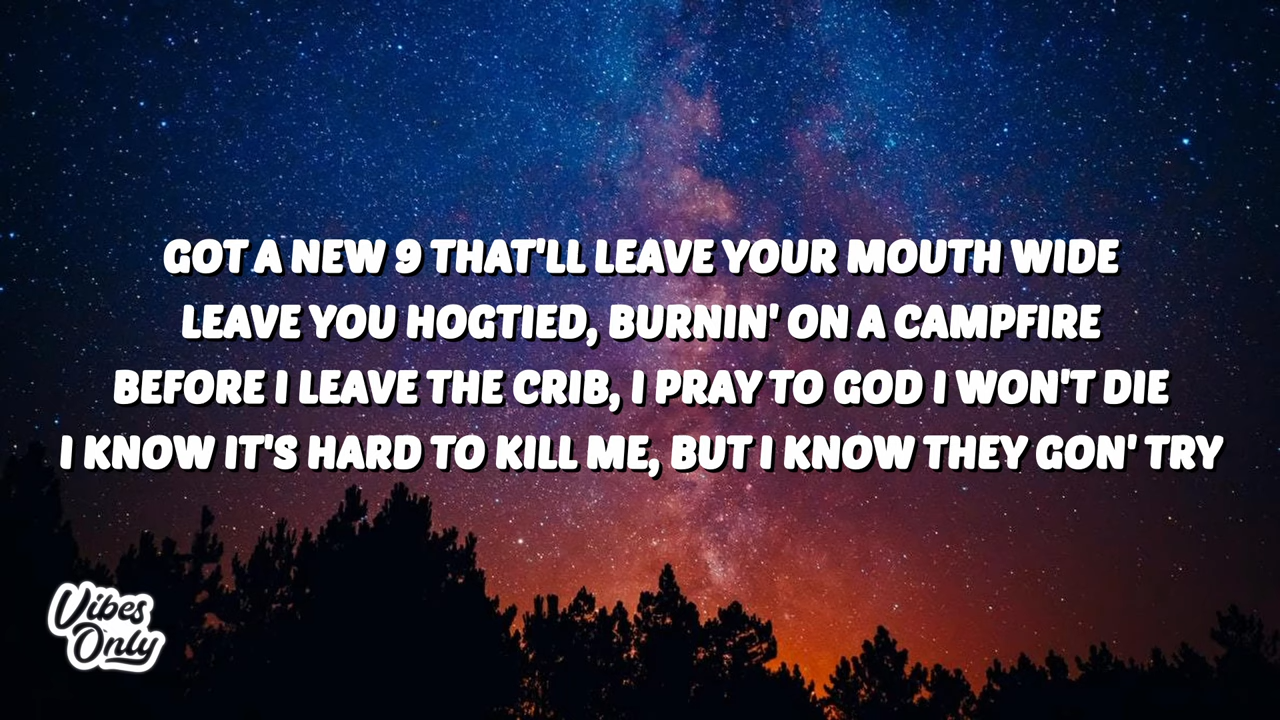 GOT A NEW 9 THAT'LL LEAVE YOUR MOUTH WIDE
LEAVE YOU HOGTIED, BURNIN' ON A CAMPFIRE
BEFORE I LEAVE THE CRIB, I PRAY TO GOD I WON'T DIE
I KNOW IT'S HARD TO KILL ME, BUT I KNOW THEY GON' TRY
Vibes
Only